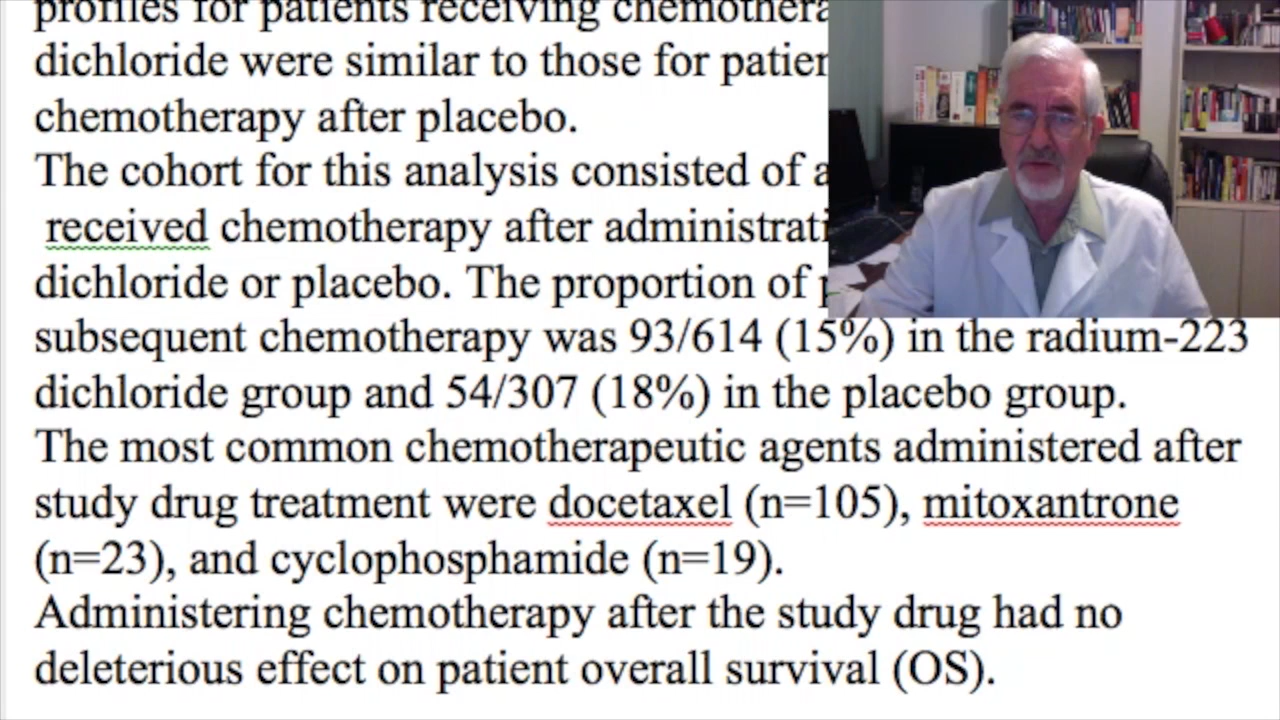 profiles for patients receiving chemothera
dichloride were similar to those for patien
chemotherapy after placebo.
The cohort for this analysis consisted of a
received chemotherapy after administrati
dichloride or placebo. The proportion of p
subsequent chemotherapy was 93/614 (15%) in the radium-223
dichloride group and 54/307 (18%) in the placebo group.
The most common chemotherapeutic agents administered after
study drug treatment were docetaxel (n=105), mitoxantrone
(n=23), and cyclophosphamide (n=19).
Administering chemotherapy after the study drug had no
deleterious effect on patient overall survival (OS).